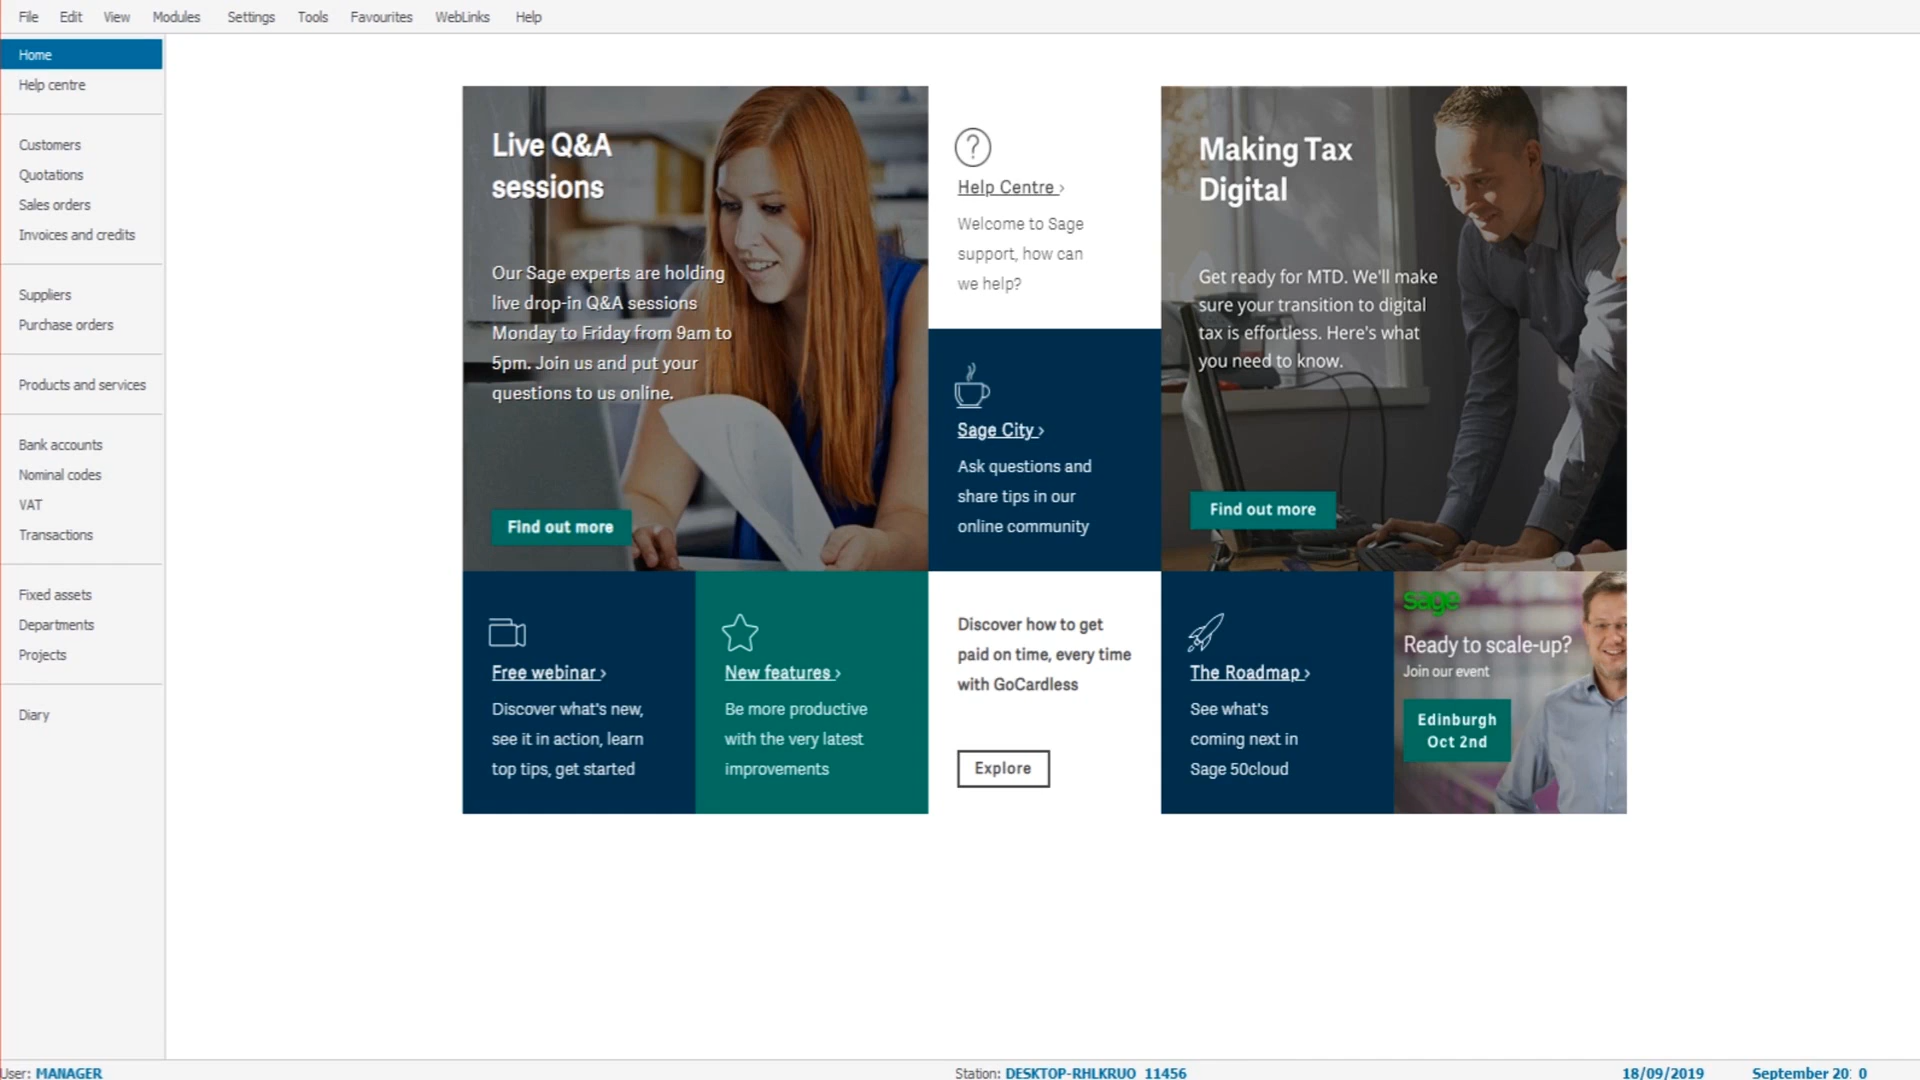 File Edit View Modules Settings Tools Favourites WebLinks Help
Home
Help centre
Customers
Quotations
Sales orders
Invoices and credits
Suppliers
Purchase orders
Products and services
Bank accounts
Nominal codes
VAT
Transactions
Fixed assets
Departments
Projects
Diary
Live Q&A
sessions
Our Sage experts are holding
live drop-in Q&A sessions
Monday to Friday from 9am to
5pm. Join us and put your
questions to us online.
Find out more
?
Help Centre ›
Welcome to Sage
support, how can
we help?
Sage City ›
Ask questions and
share tips in our
online community
Making Tax
Digital
Get ready for MTD. We'll make
sure your transition to digital
tax is effortless. Here's what
you need to know.
Find out more
Free webinar ›
Discover what's new,
see it in action, learn
top tips, get started
New features ›
Be more productive
with the very latest
improvements
Discover how to get
paid on time, every time
with GoCardless
Explore
The Roadmap ›
See what's
coming next in
Sage 50cloud
sage
Ready to scale-up?
Join our event
Edinburgh
Oct 2nd
User: MANAGER
Station: DESKTOP-RHLKRUO 11456
18/09/2019
September